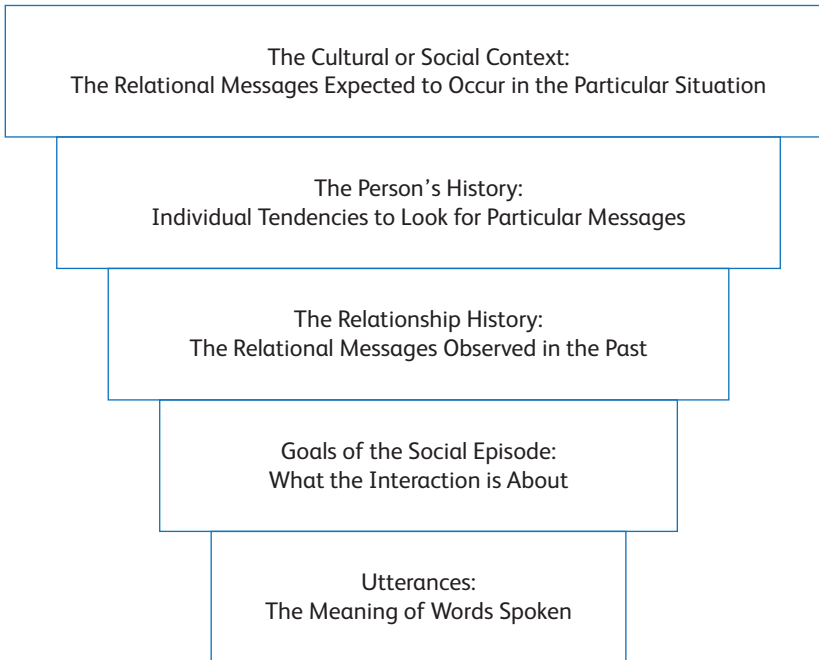 The Cultural or Social Context:
The Relational Messages Expected to Occur in the Particular Situation
The Person’s History:
Individual Tendencies to Look for Particular Messages
The Relationship History:
The Relational Messages Observed in the Past
Goals of the Social Episode:
What the Interaction is About
Utterances:
The Meaning of Words Spoken